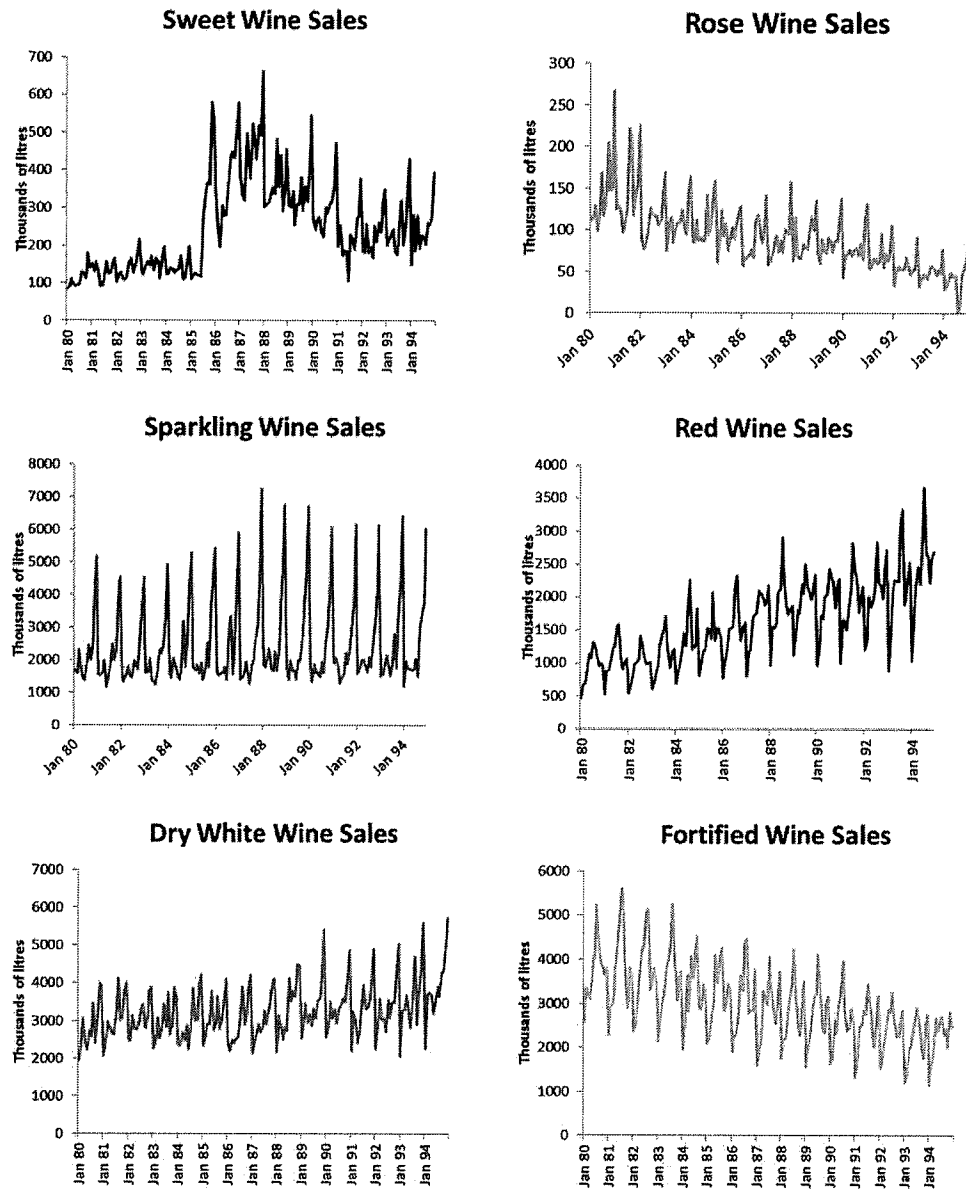 Sweet Wine Sales
Thousands of litres
700
600
500
400
300
200
100
0
Jan 80
Jan 81
Jan 82
Jan 83
Jan 84
Jan 85
Jan 86
Jan 87
Jan 88
Jan 89
Jan 90
Jan 91
Jan 92
Jan 93
Jan 94
Rose Wine Sales
Thousands of litres
300
250
200
150
100
50
0
Jan 80
Jan 82
Jan 84
Jan 86
Jan 88
Jan 90
Jan 92
Jan 94
Sparkling Wine Sales
Thousands of litres
8000
7000
6000
5000
4000
3000
2000
1000
0
Jan 80
Jan 82
Jan 84
Jan 86
Jan 88
Jan 90
Jan 92
Jan 94
Red Wine Sales
Thousands of litres
4000
3500
3000
2500
2000
1500
1000
500
0
Jan 80
Jan 82
Jan 84
Jan 86
Jan 88
Jan 90
Jan 92
Jan 94
Dry White Wine Sales
Thousands of litres
7000
6000
5000
4000
3000
2000
1000
0
Jan 80
Jan 81
Jan 82
Jan 83
Jan 84
Jan 85
Jan 86
Jan 87
Jan 88
Jan 89
Jan 90
Jan 91
Jan 92
Jan 93
Jan 94
Fortified Wine Sales
Thousands of litres
6000
5000
4000
3000
2000
1000
0
Jan 80
Jan 81
Jan 82
Jan 83
Jan 84
Jan 85
Jan 86
Jan 87
Jan 88
Jan 89
Jan 90
Jan 91
Jan 92
Jan 93
Jan 94